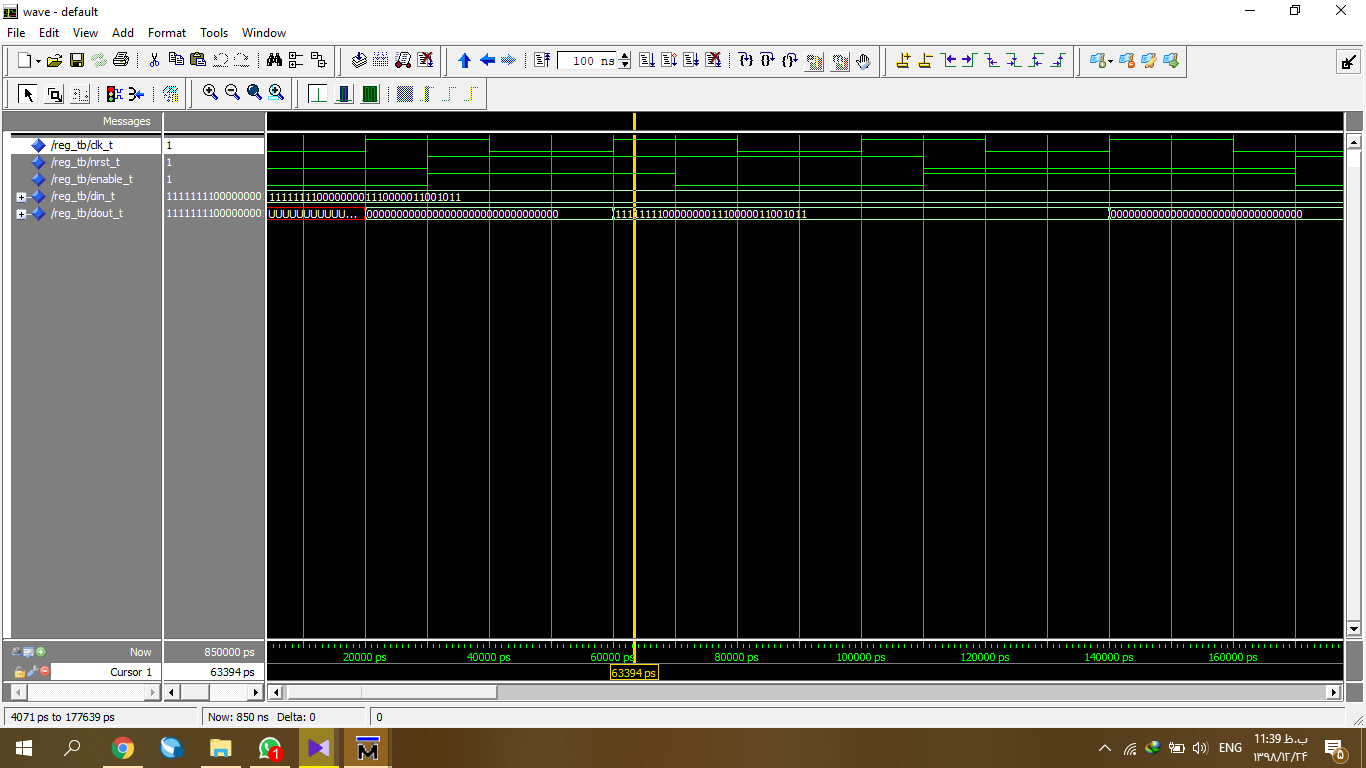 wave - default
File Edit View Add Format Tools Window
100 ns
Messages
/reg_tb/clk_t 1
/reg_tb/nrst_t 1
/reg_tb/enable_t 1
/reg_tb/din_t 1111111100000000 11111111000000001110000011001011
/reg_tb/dout_t 1111111100000000 UUUUUUUUUUU... 00000000000000000000000000000000 11111111000000001110000011001011 00000000000000000000000000000000
Now 850000 ps 20000 ps 40000 ps 60000 ps 80000 ps 100000 ps 120000 ps 140000 ps 160000 ps
Cursor 1 63394 ps 63394 ps
4071 ps to 177639 ps Now: 850 ns Delta: 0 0
1 M ENG 11:39 ب.ظ ۵
۱۳۹۸/۱۲/۲۴